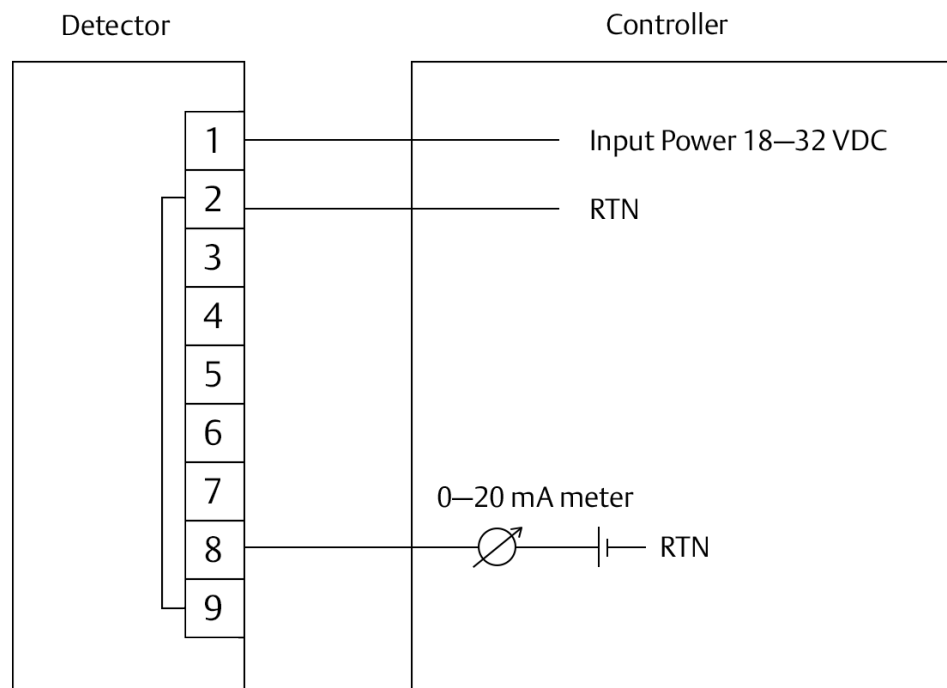 Detector
Controller
1
Input Power 18—32 VDC
2
RTN
3
4
5
6
7
0—20 mA meter
8
RTN
9